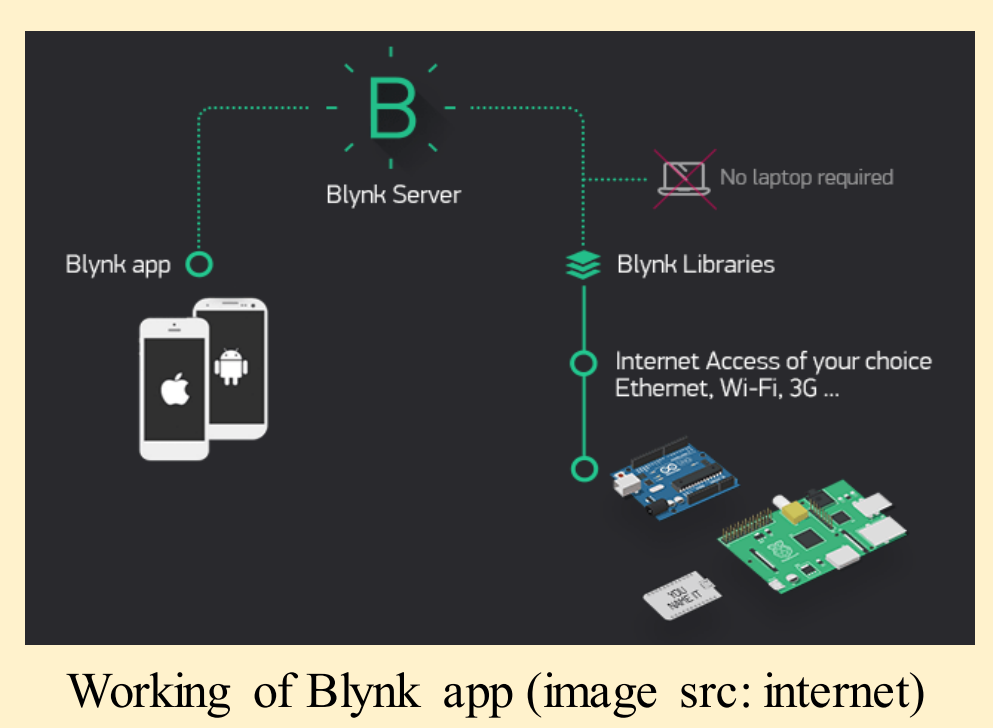 B
Blynk Server
No laptop required
Blynk app
Blynk Libraries
Internet Access of your choice
Ethernet, Wi-Fi, 3G ...
YOU
NAME IT
Working of Blynk app (image src: internet)